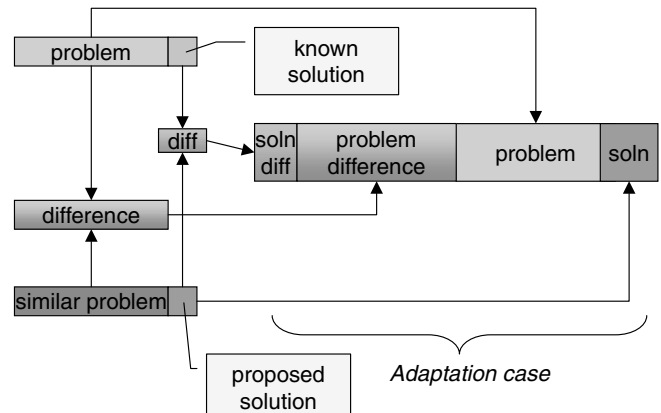 problem
known
solution
diff
soln
diff
problem
difference
problem
soln
difference
similar problem
Adaptation case
proposed
solution